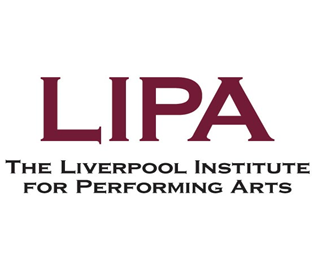 LIPA
The Liverpool Institute
for Performing Arts